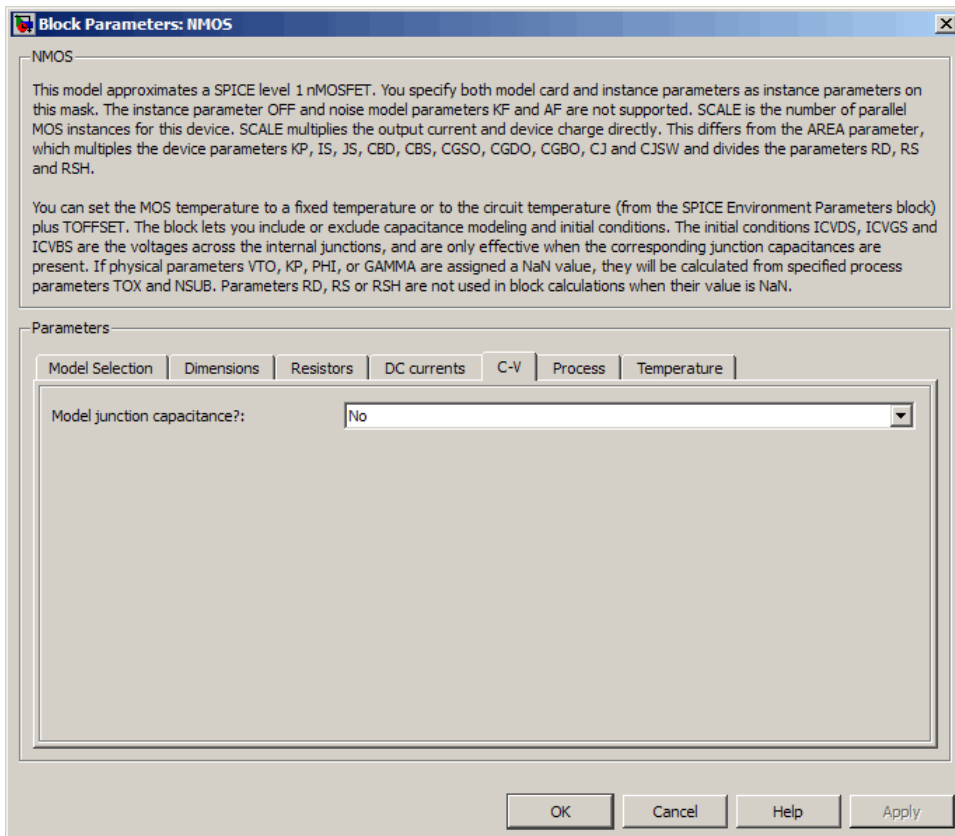 Block Parameters: NMOS
NMOS
This model approximates a SPICE level 1 nMOSFET. You specify both model card and instance parameters as instance parameters on
this mask. The instance parameter OFF and noise model parameters KF and AF are not supported. SCALE is the number of parallel
MOS instances for this device. SCALE multiplies the output current and device charge directly. This differs from the AREA parameter,
which multiples the device parameters KP, IS, JS, CBD, CBS, CGSO, CGDO, CGBO, CJ and CJSW and divides the parameters RD, RS
and RSH.
You can set the MOS temperature to a fixed temperature or to the circuit temperature (from the SPICE Environment Parameters block)
plus TOFFSET. The block lets you include or exclude capacitance modeling and initial conditions. The initial conditions ICVDS, ICVGS and
ICVBS are the voltages across the internal junctions, and are only effective when the corresponding junction capacitances are
present. If physical parameters VTO, KP, PHI, or GAMMA are assigned a NaN value, they will be calculated from specified process
parameters TOX and NSUB. Parameters RD, RS or RSH are not used in block calculations when their value is NaN.
Parameters
Model Selection Dimensions Resistors DC currents C-V Process Temperature
Model junction capacitance?: No
OK Cancel Help Apply